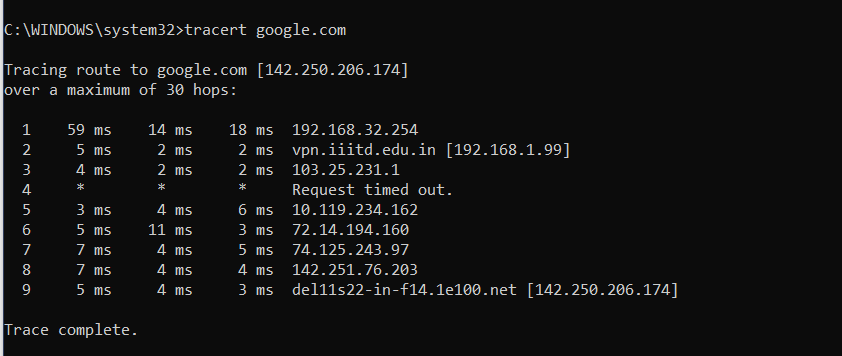 C:\WINDOWS\system32>tracert google.com
Tracing route to google.com [142.250.206.174]
over a maximum of 30 hops:
1 59 ms 14 ms 18 ms 192.168.32.254
2 5 ms 2 ms 2 ms vpn.iiitd.edu.in [192.168.1.99]
3 4 ms 2 ms 2 ms 103.25.231.1
4 * * * Request timed out.
5 3 ms 4 ms 6 ms 10.119.234.162
6 5 ms 11 ms 3 ms 72.14.194.160
7 7 ms 4 ms 5 ms 74.125.243.97
8 7 ms 4 ms 4 ms 142.251.76.203
9 5 ms 4 ms 3 ms del11s22-in-f14.1e100.net [142.250.206.174]
Trace complete.